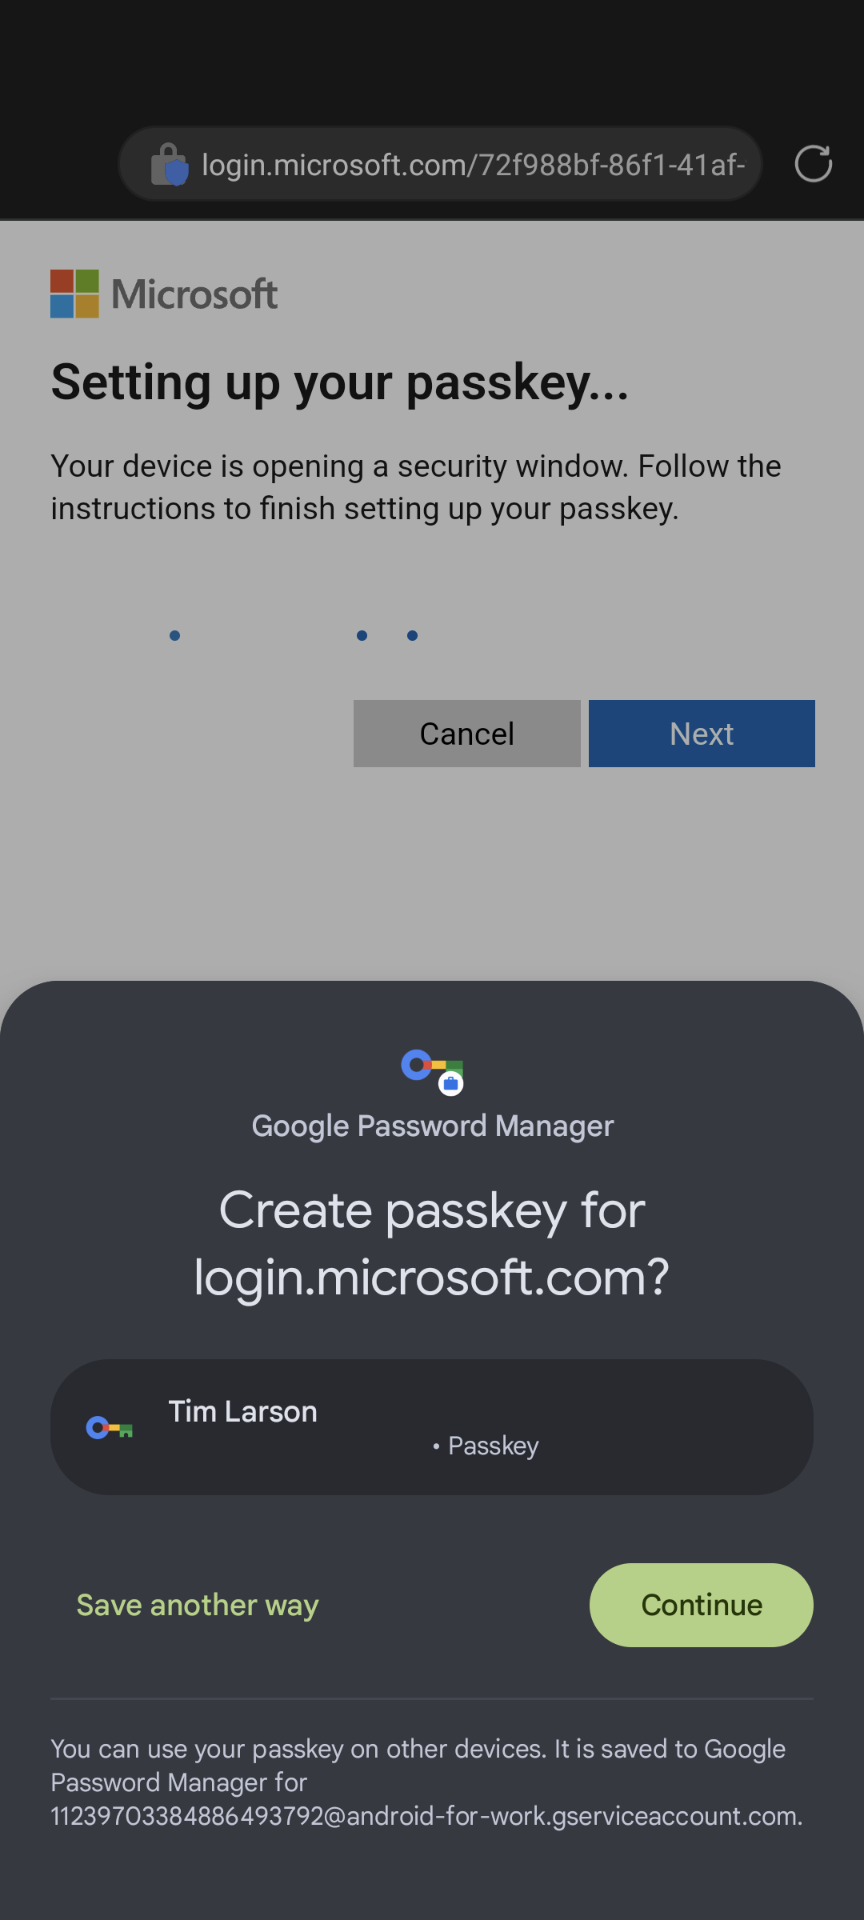 login.microsoft.com/72f988bf-86f1-41af-
Microsoft
Setting up your passkey...
Your device is opening a security window. Follow the
instructions to finish setting up your passkey.
Cancel
Next
Google Password Manager
Create passkey for
login.microsoft.com?
Tim Larson
• Passkey
Save another way
Continue
You can use your passkey on other devices. It is saved to Google
Password Manager for
112397033848864937​92@android-for-work.gserviceaccount.com.